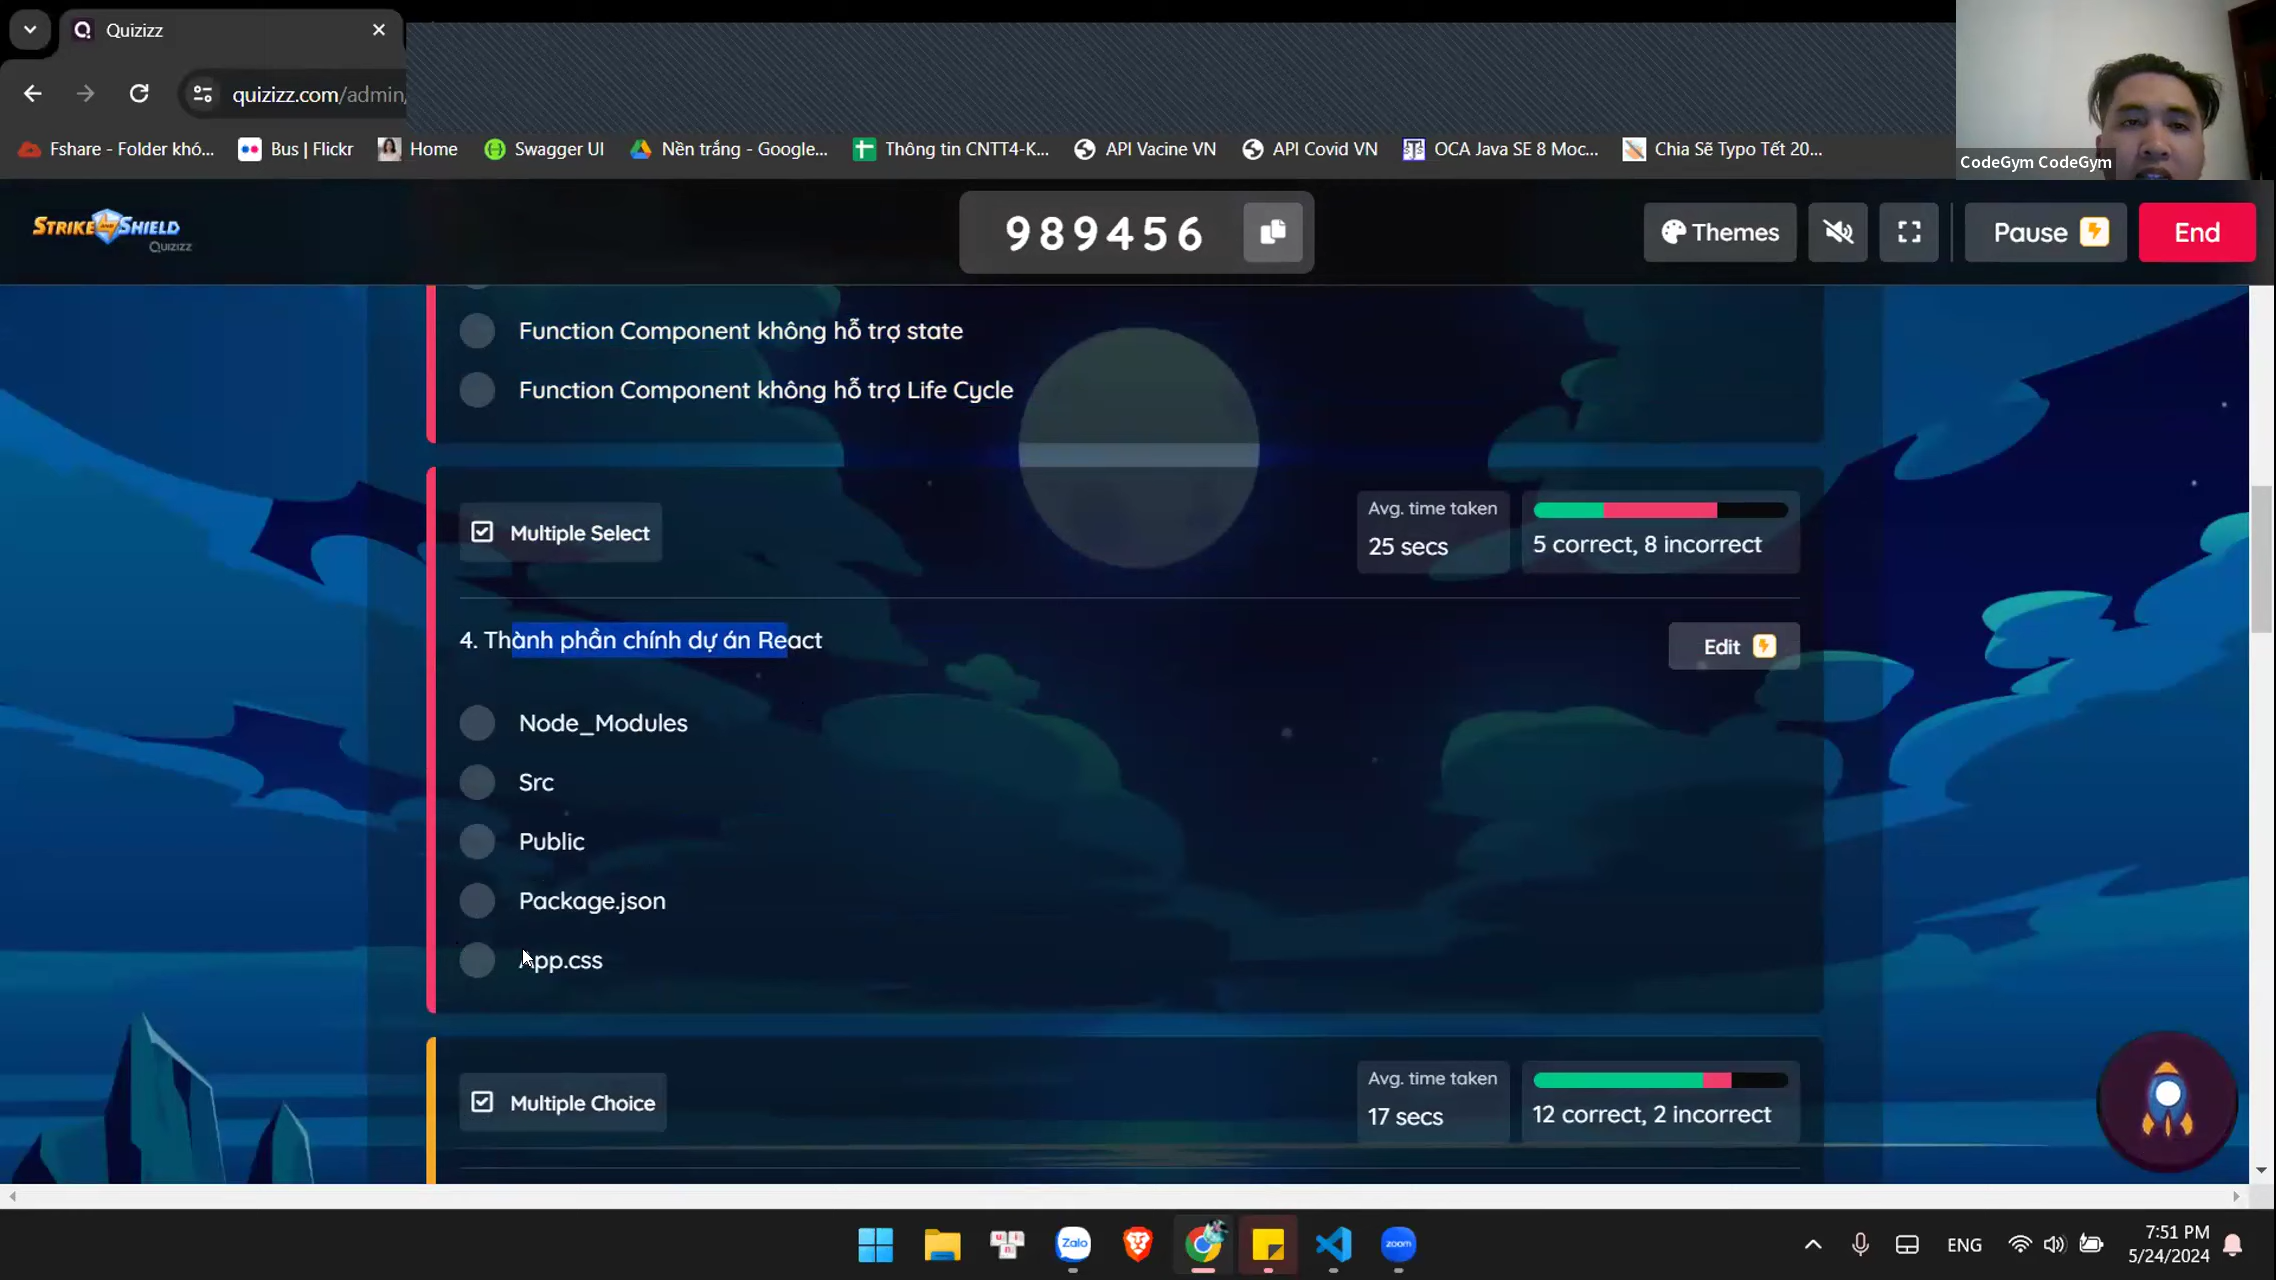 Quizizz
quizizz.com/admin/
Fshare - Folder khó... Bus | Flickr Home Swagger UI Nền trắng - Google... Thông tin CNTT4-K... API Vacine VN API Covid VN OCA Java SE 8 Moc... Chia Sẽ Typo Tết 20...
CodeGym CodeGym
STRIKE AND SHIELD
QUIZIZZ
989456
Themes
Pause
End
Function Component không hỗ trợ state
Function Component không hỗ trợ Life Cycle
Multiple Select
Avg. time taken
25 secs
5 correct, 8 incorrect
4. Thành phần chính dự án React
Edit
Node_Modules
Src
Public
Package.json
App.css
Multiple Choice
Avg. time taken
17 secs
12 correct, 2 incorrect
Zalo
zoom
ENG
7:51 PM
5/24/2024